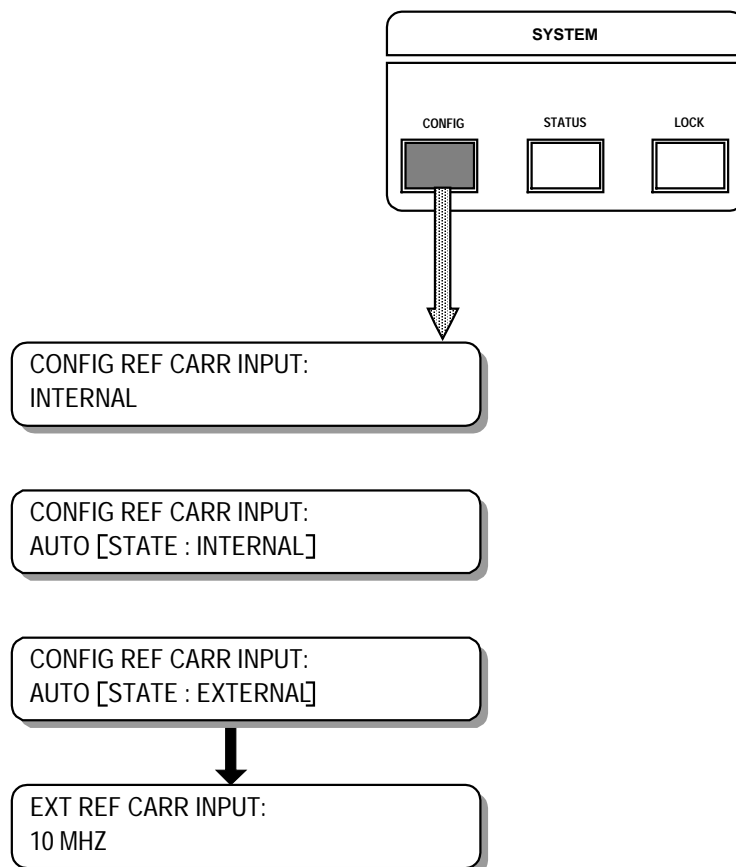 SYSTEM
CONFIG STATUS LOCK
CONFIG REF CARR INPUT:
INTERNAL
CONFIG REF CARR INPUT:
AUTO [STATE : INTERNAL]
CONFIG REF CARR INPUT:
AUTO [STATE : EXTERNAL]
EXT REF CARR INPUT:
10 MHZ